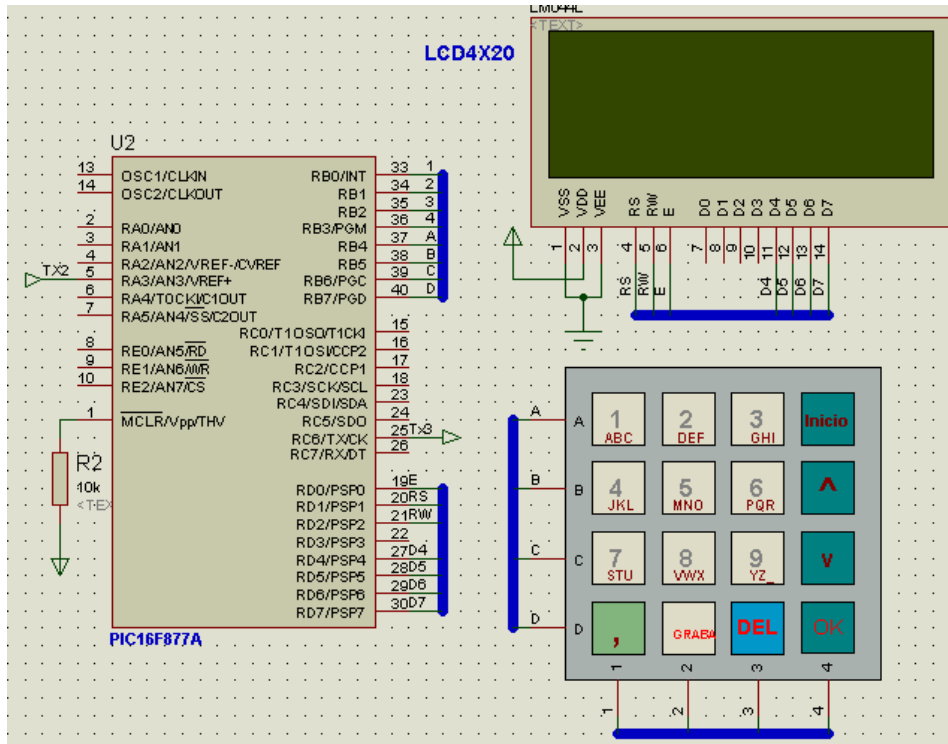 LM044L
<TEXT>
LCD4X20
VSS VDD VEE RS RW E D0 D1 D2 D3 D4 D5 D6 D7
1 2 3 4 5 6 7 8 9 10 11 12 13 14
RS RW E D4 D5 D6 D7
U2
13 OSC1/CLKIN RB0/INT 33 1
14 OSC2/CLKOUT RB1 34 2
RB2 35 3
2 RA0/AN0 RB3/PGM 36 4
3 RA1/AN1 RB4 37 A
4 RA2/AN2/VREF-/CVREF RB5 38 B
TX2 5 RA3/AN3/VREF+ RB6/PGC 39 C
6 RA4/T0CKI/C1OUT RB7/PGD 40 D
7 RA5/AN4/SS/C2OUT
RC0/T1OSO/T1CKI 15
8 RE0/AN5/RD RC1/T1OSI/CCP2 16
9 RE1/AN6/WR RC2/CCP1 17
10 RE2/AN7/CS RC3/SCK/SCL 18
RC4/SDI/SDA 23
1 MCLR/Vpp/THV RC5/SDO 24
RC6/TX/CK 25 Tx3
RC7/RX/DT 26
R2
10k
<TEX
RD0/PSP0 19 E
RD1/PSP1 20 RS
RD2/PSP2 21 RW
RD3/PSP3 22
RD4/PSP4 27 D4
RD5/PSP5 28 D5
RD6/PSP6 29 D6
RD7/PSP7 30 D7
PIC16F877A
A A 1 2 3 Inicio
ABC DEF GHI
B B 4 5 6 ^
JKL MNO PQR
C C 7 8 9 v
STU VWX YZ_
D D , GRABA DEL OK
1 2 3 4
1 2 3 4